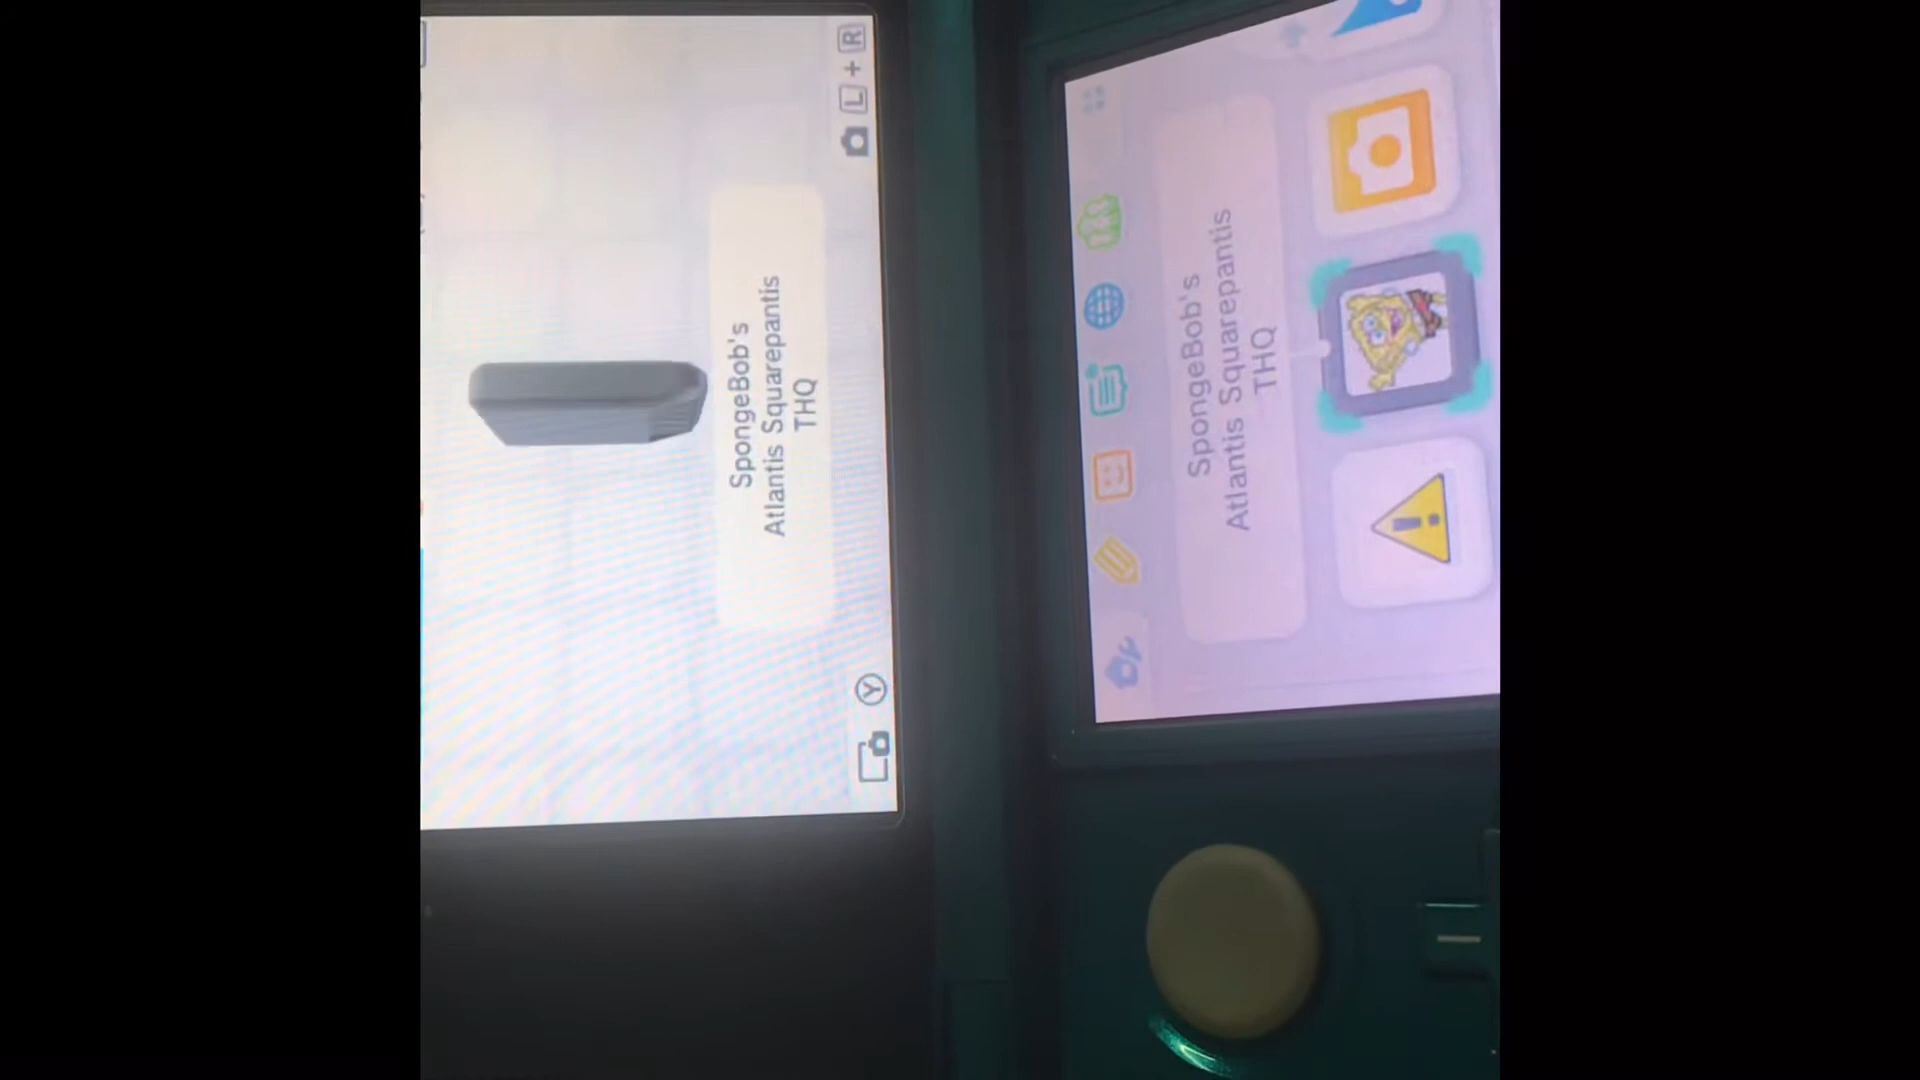 SpongeBob's
Atlantis Squarepantis
THQ
L + R
Y
SpongeBob's
Atlantis Squarepantis
THQ